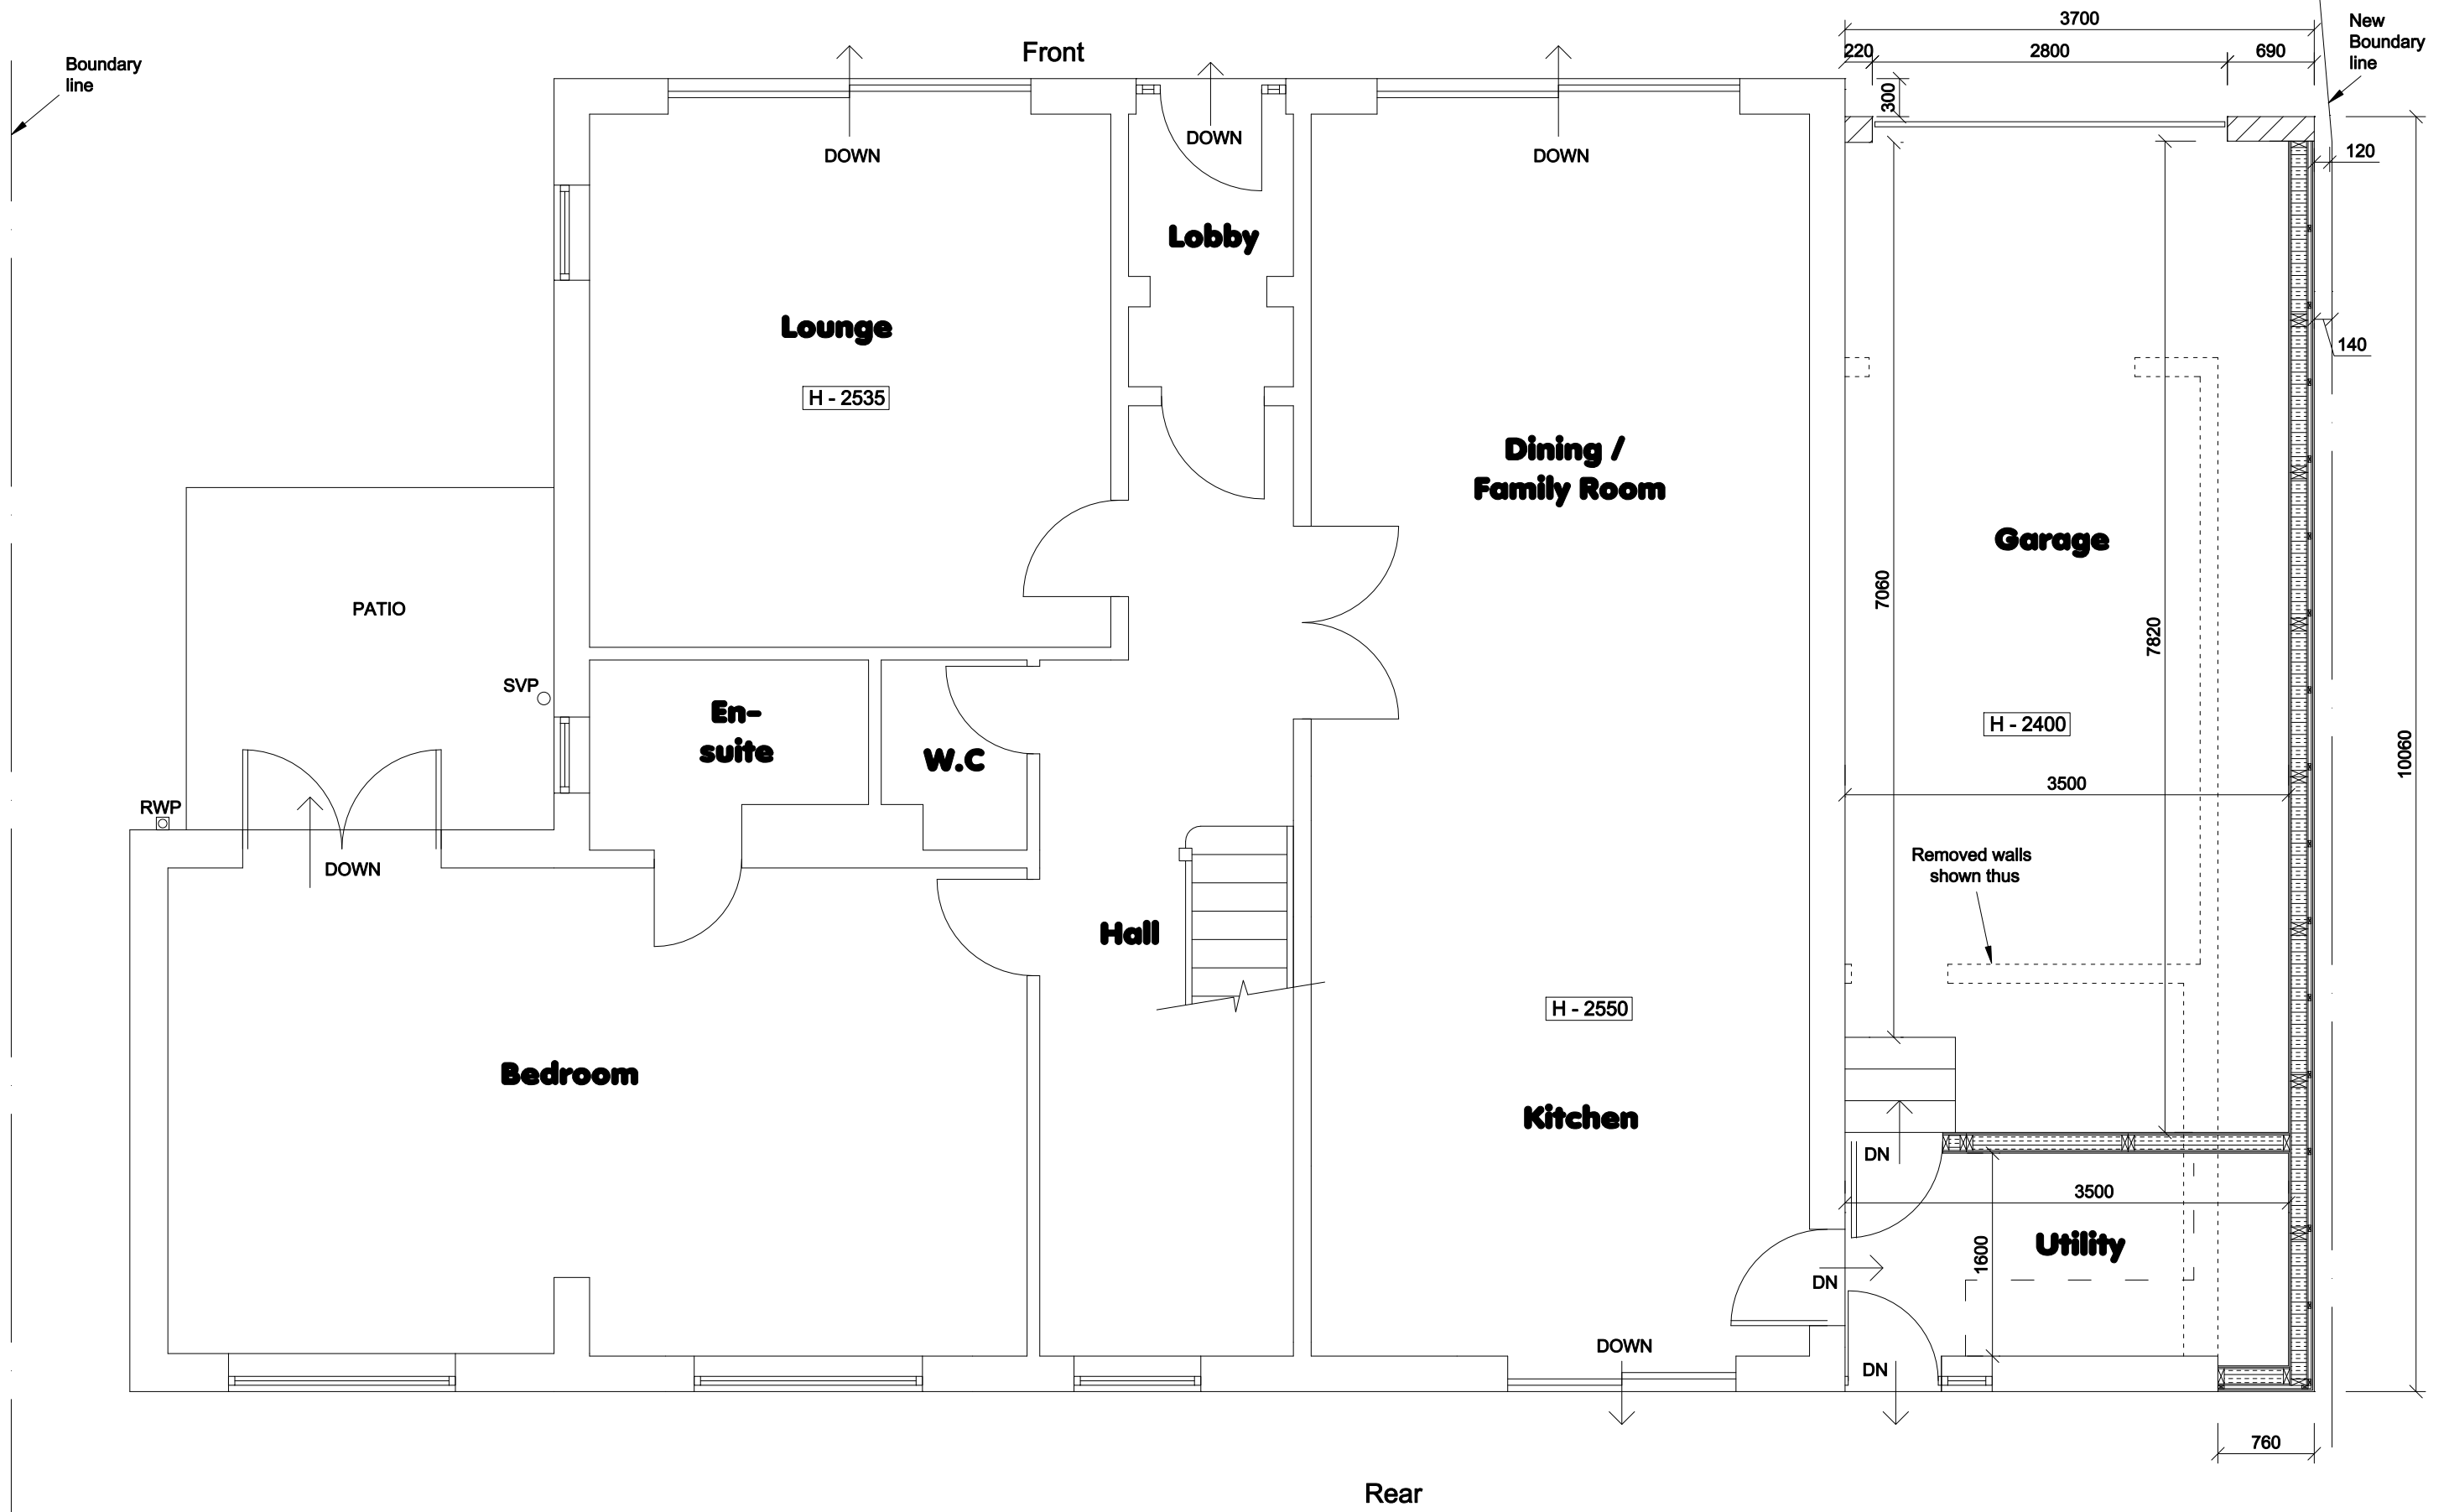 Front
3700
New
Boundary
line
220
2800
690
Boundary
line
300
DOWN
DOWN
DOWN
120
Lobby
Lounge
140
H - 2535
Dining /
Family Room
Garage
7060
PATIO
7820
SVP
En-
suite
W.C
H - 2400
10060
3500
RWP
DOWN
Removed walls
shown thus
Hall
H - 2550
Bedroom
Kitchen
DN
3500
Utility
1600
DN
DOWN
DN
760
Rear